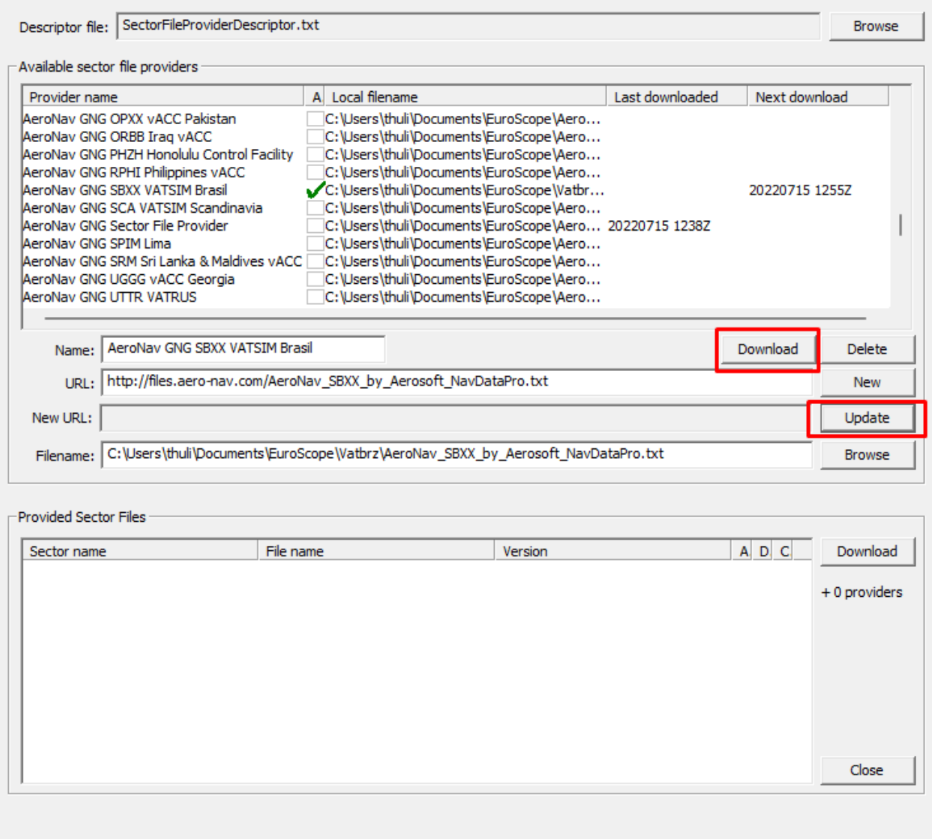 Descriptor file: SectorFileProviderDescriptor.txt Browse
Available sector file providers
Provider name A Local filename Last downloaded Next download
AeroNav GNG OPXX vACC Pakistan C:\Users\thuli\Documents\EuroScope\Aero...
AeroNav GNG ORBB Iraq vACC C:\Users\thuli\Documents\EuroScope\Aero...
AeroNav GNG PHZH Honolulu Control Facility C:\Users\thuli\Documents\EuroScope\Aero...
AeroNav GNG RPHI Philippines vACC C:\Users\thuli\Documents\EuroScope\Aero...
AeroNav GNG SBXX VATSIM Brasil C:\Users\thuli\Documents\EuroScope\Vatbr... 20220715 1255Z
AeroNav GNG SCA VATSIM Scandinavia C:\Users\thuli\Documents\EuroScope\Aero...
AeroNav GNG Sector File Provider C:\Users\thuli\Documents\EuroScope\Aero... 20220715 1238Z
AeroNav GNG SPIM Lima C:\Users\thuli\Documents\EuroScope\Aero...
AeroNav GNG SRM Sri Lanka & Maldives vACC C:\Users\thuli\Documents\EuroScope\Aero...
AeroNav GNG UGGG vACC Georgia C:\Users\thuli\Documents\EuroScope\Aero...
AeroNav GNG UTTR VATRUS C:\Users\thuli\Documents\EuroScope\Aero...
Name: AeroNav GNG SBXX VATSIM Brasil Download Delete
URL: http://files.aero-nav.com/AeroNav_SBXX_by_Aerosoft_NavDataPro.txt New
New URL: Update
Filename: C:\Users\thuli\Documents\EuroScope\Vatbrz\AeroNav_SBXX_by_Aerosoft_NavDataPro.txt Browse
Provided Sector Files
Sector name File name Version A D C Download
+ 0 providers
Close